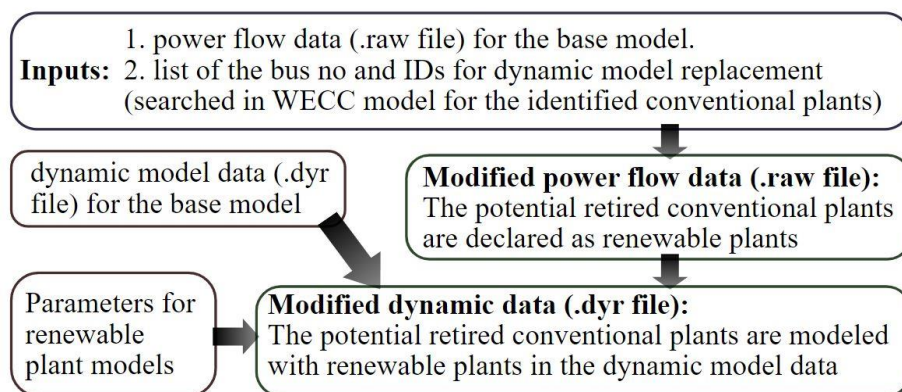 1. power flow data (.raw file) for the base model.
Inputs: 2. list of the bus no and IDs for dynamic model replacement
(searched in WECC model for the identified conventional plants)
dynamic model data (.dyr
file) for the base model
Modified power flow data (.raw file):
The potential retired conventional plants
are declared as renewable plants
Parameters for
renewable
plant models
Modified dynamic data (.dyr file):
The potential retired conventional plants are modeled
with renewable plants in the dynamic model data